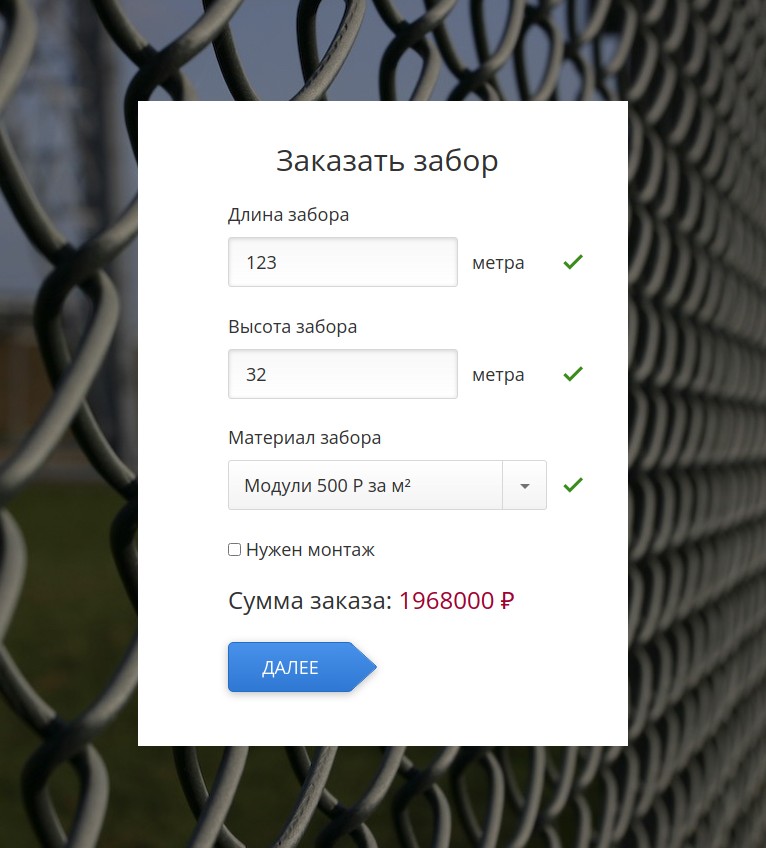 Заказать забор
Длина забора
123 метра
Высота забора
32 метра
Материал забора
Модули 500 Р за м²
Нужен монтаж
Сумма заказа: 1968000 ₽
ДАЛЕЕ